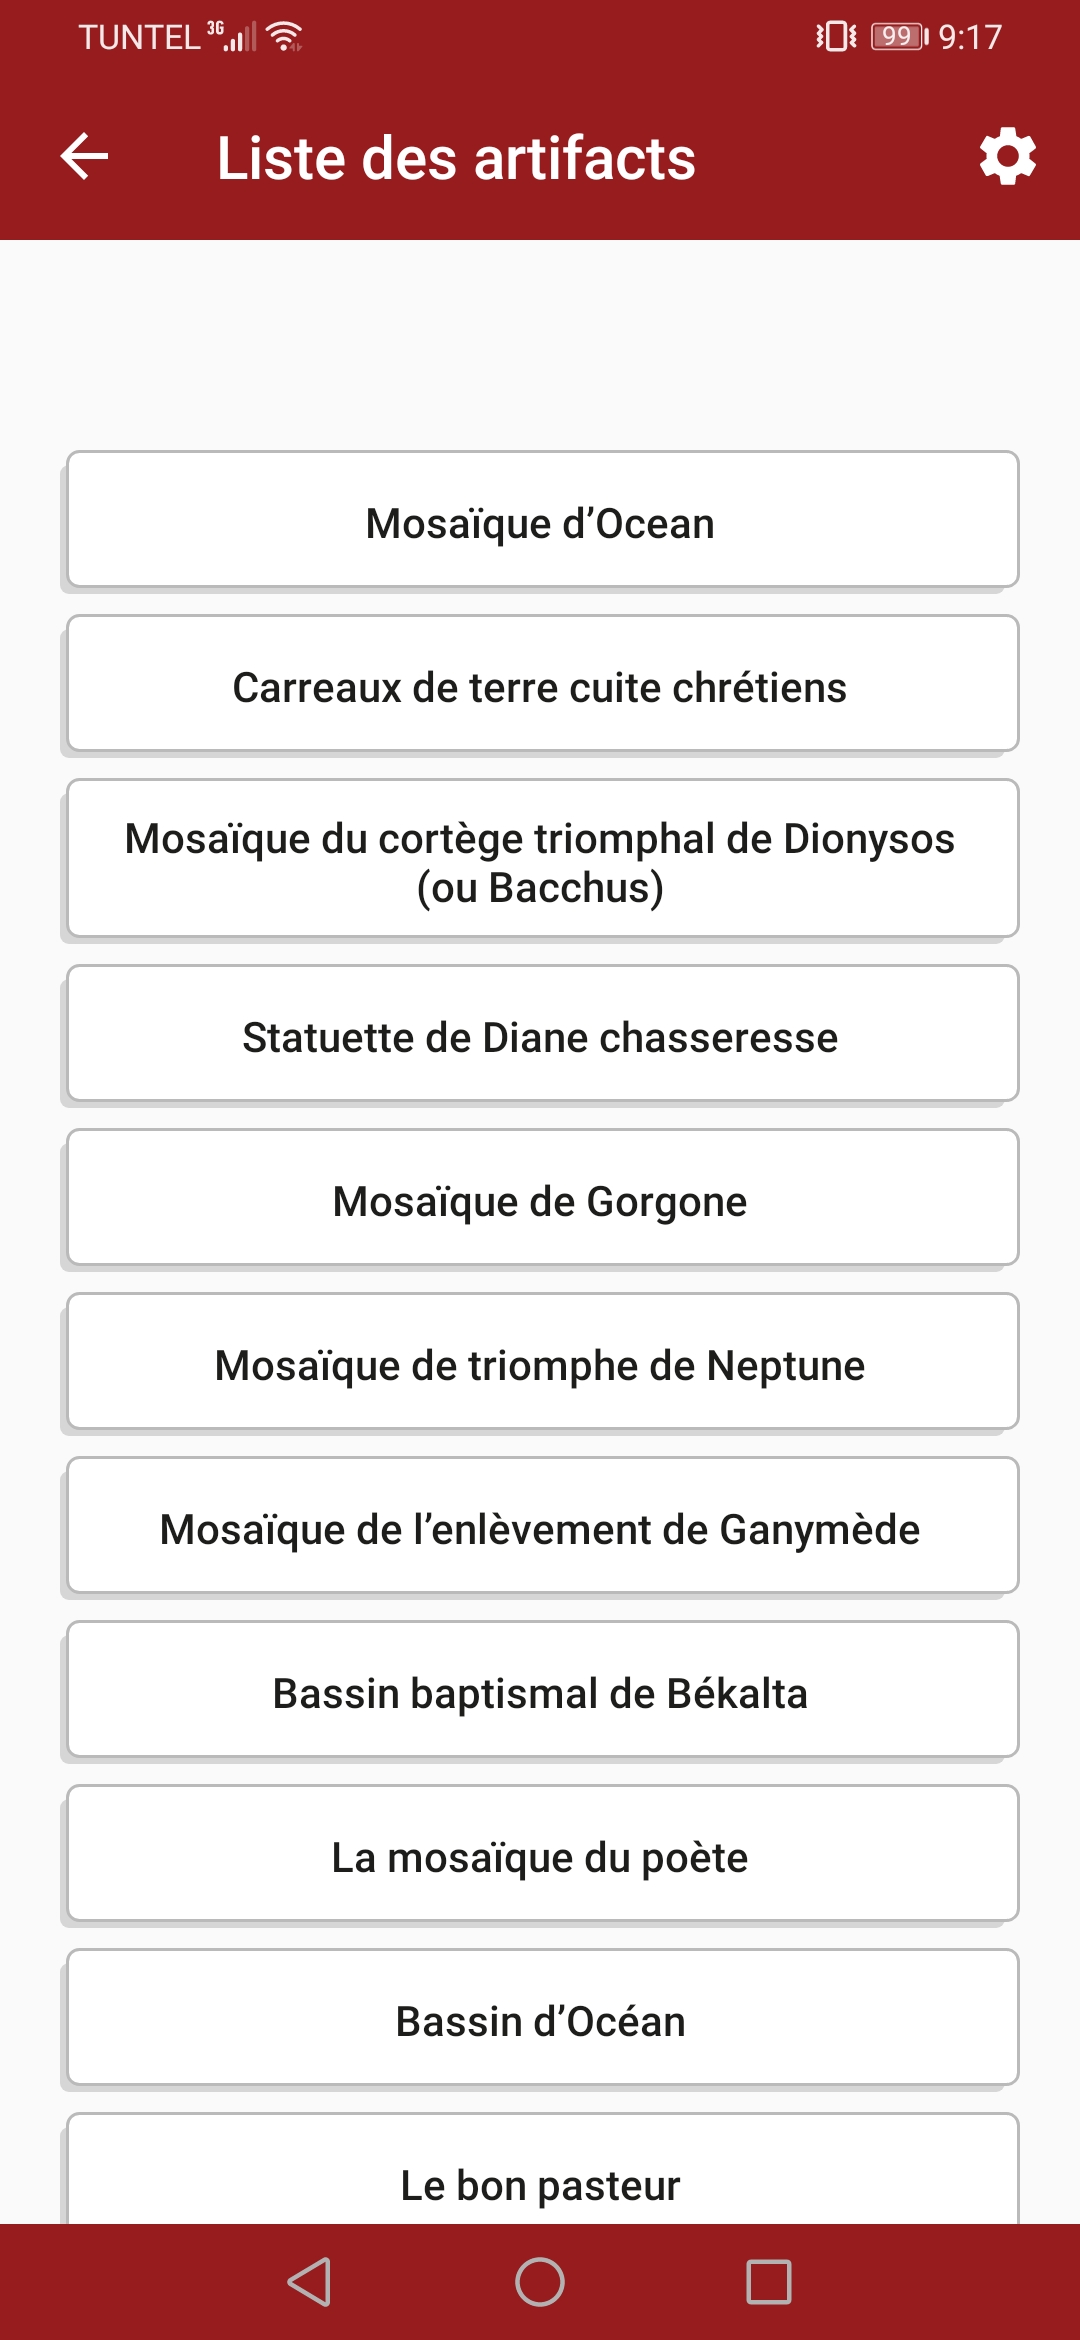 TUNTEL 3G 99 9:17
Liste des artifacts
Mosaïque d’Ocean
Carreaux de terre cuite chrétiens
Mosaïque du cortège triomphal de Dionysos
(ou Bacchus)
Statuette de Diane chasseresse
Mosaïque de Gorgone
Mosaïque de triomphe de Neptune
Mosaïque de l’enlèvement de Ganymède
Bassin baptismal de Békalta
La mosaïque du poète
Bassin d’Océan
Le bon pasteur